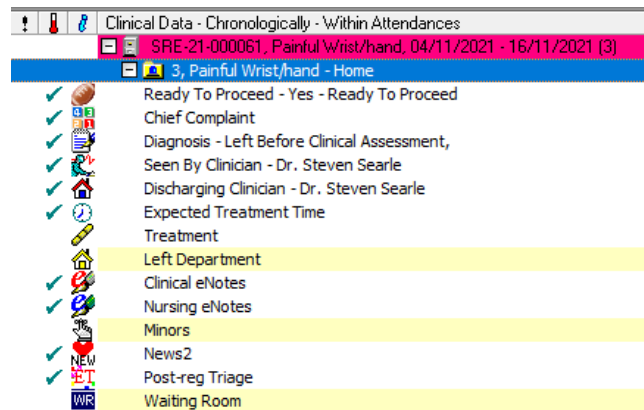 Clinical Data - Chronologically - Within Attendances
SRE-21-000061, Painful Wrist/hand, 04/11/2021 - 16/11/2021 (3)
3, Painful Wrist/hand - Home
Ready To Proceed - Yes - Ready To Proceed
Chief Complaint
Diagnosis - Left Before Clinical Assessment,
Seen By Clinician - Dr. Steven Searle
Discharging Clinician - Dr. Steven Searle
Expected Treatment Time
Treatment
Left Department
Clinical eNotes
Nursing eNotes
Minors
NEW News2
ET Post-reg Triage
WR Waiting Room